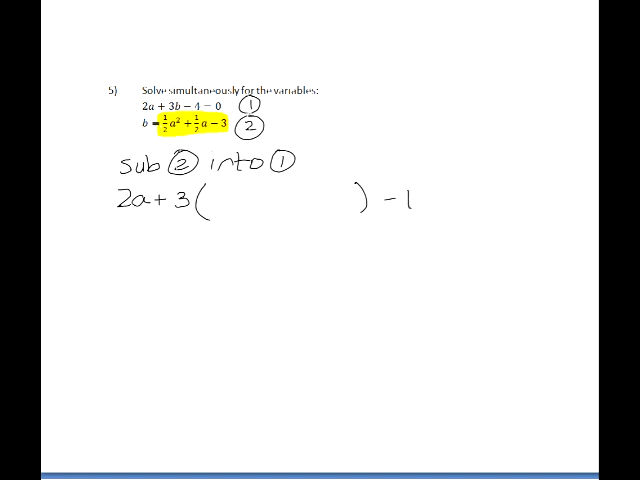 5) Solve simultaneously for the variables:
2a + 3b − 4 = 0 ①
b = ½a² + ½a − 3 ②
sub ② into ①
2a + 3( ) − 1